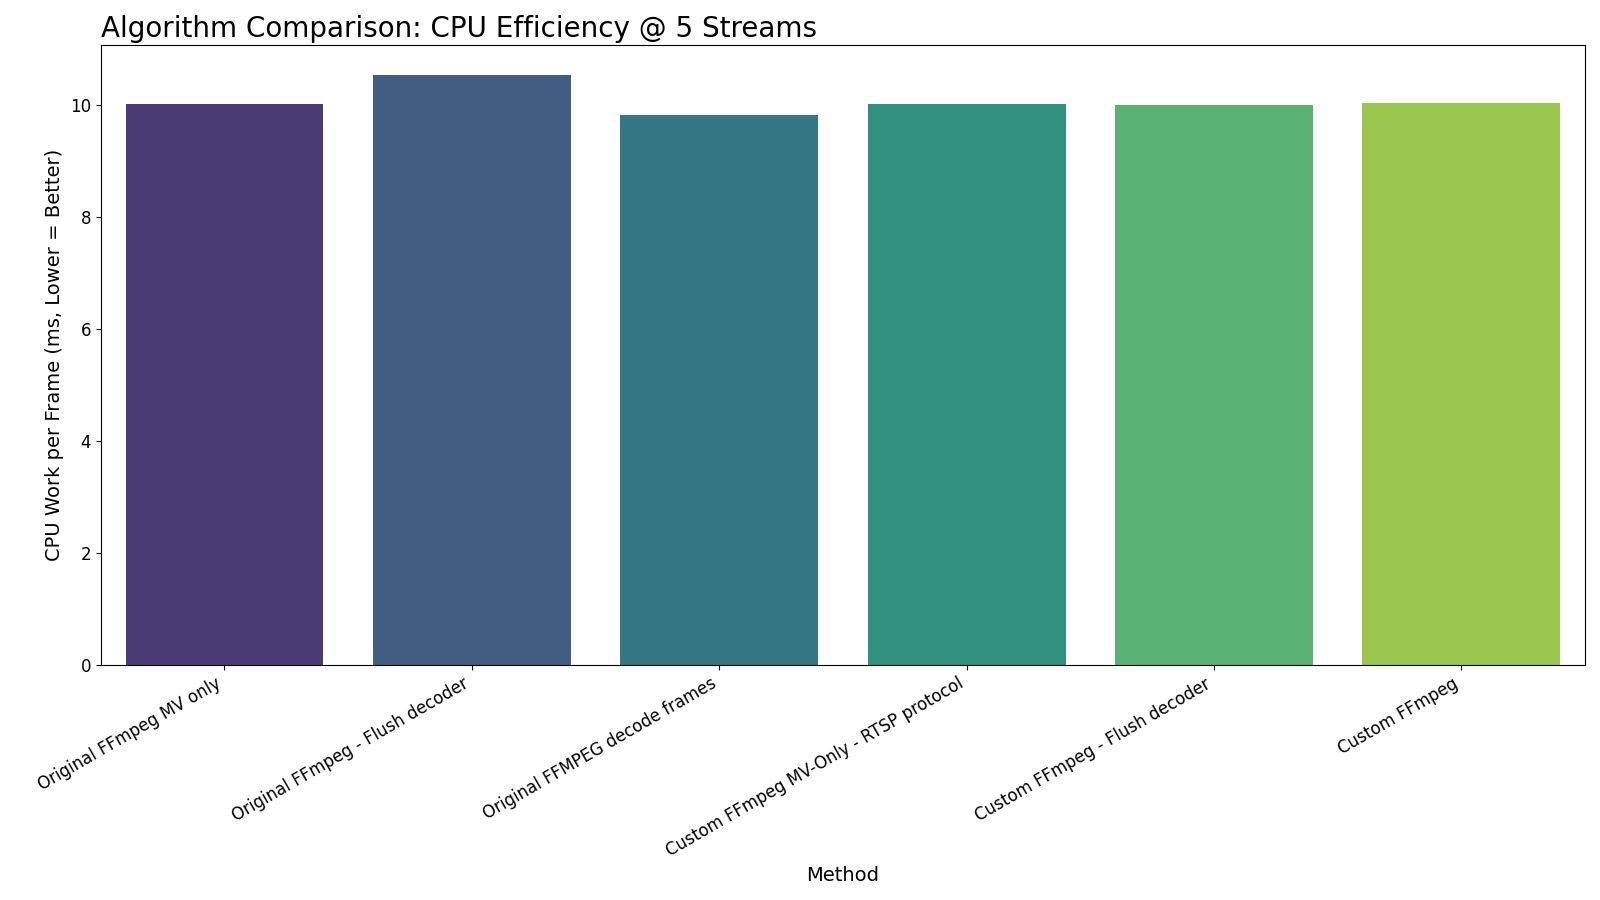 Algorithm Comparison: CPU Efficiency @ 5 Streams
CPU Work per Frame (ms, Lower = Better)
10
8
6
4
2
0
Original FFmpeg MV only
Original FFmpeg - Flush decoder
Original FFMPEG decode frames
Custom FFmpeg MV-Only - RTSP protocol
Custom FFmpeg - Flush decoder
Custom FFmpeg
Method